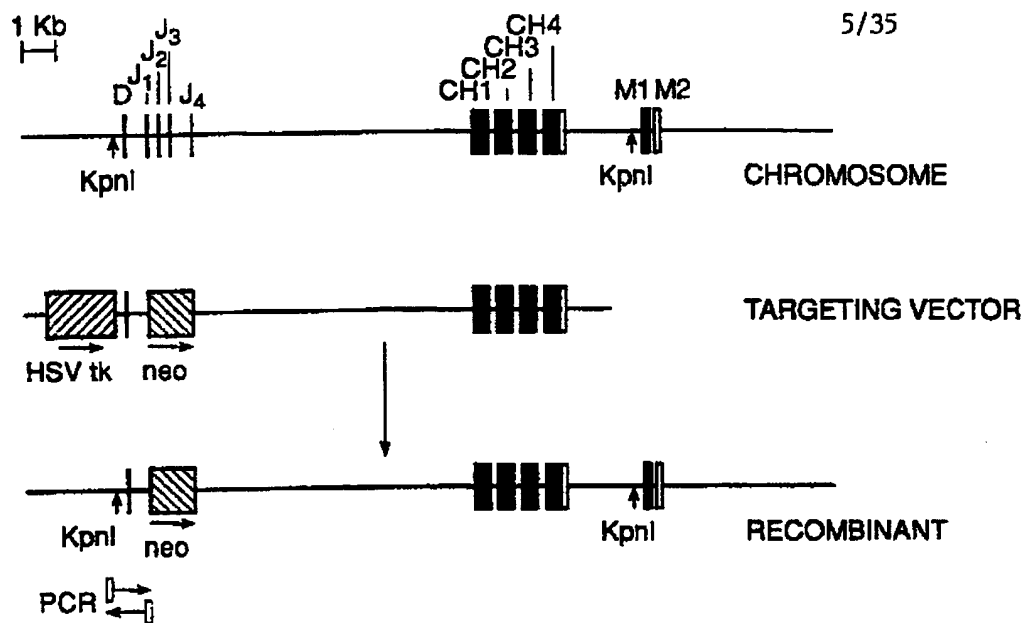 1 Kb
5/35
D J₁ J₂ J₃ J₄
CH1 CH2 CH3 CH4
M1 M2
KpnI KpnI
CHROMOSOME
TARGETING VECTOR
HSV tk neo
KpnI neo KpnI
RECOMBINANT
PCR